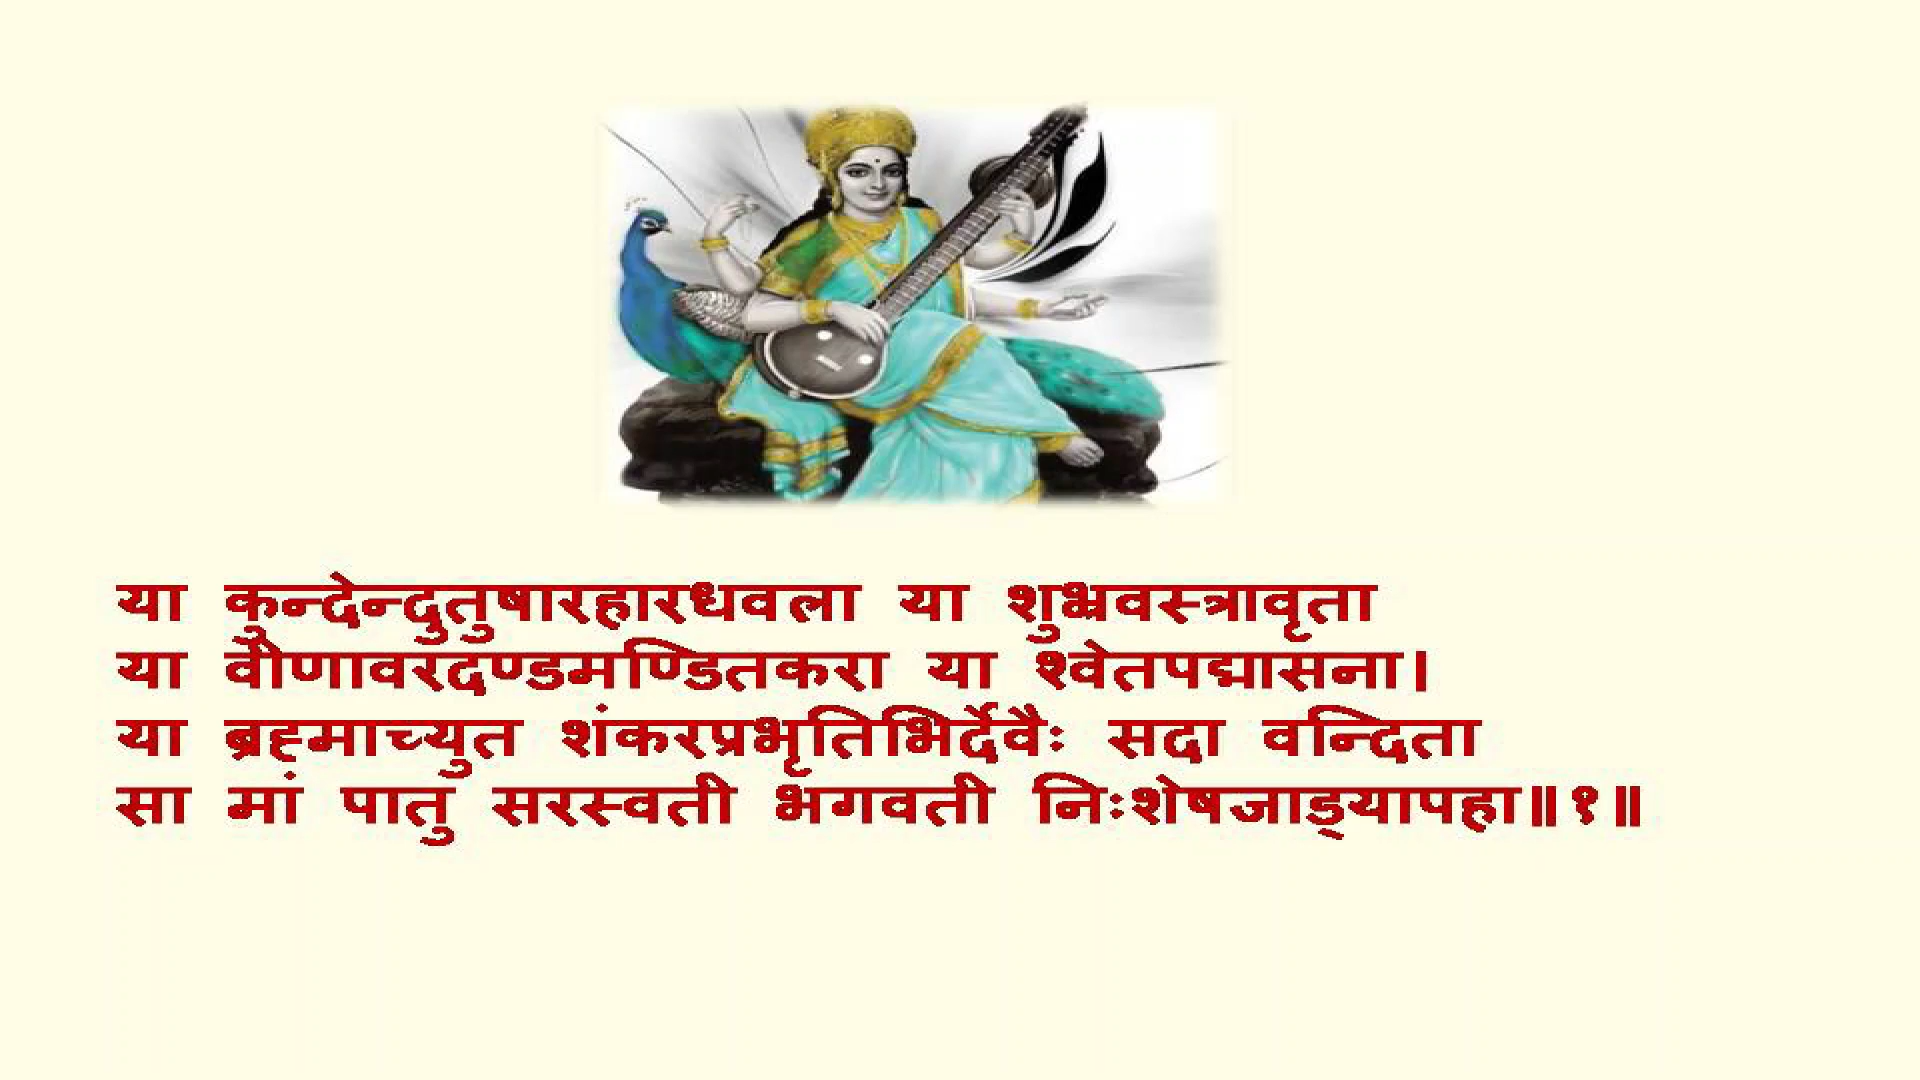 या कुन्देन्दुतुषारहारधवला या शुभ्रवस्त्रावृता
या वीणावरदण्डमण्डितकरा या श्वेतपद्मासना।
या ब्रह्माच्युत शंकरप्रभृतिभिर्देवैः सदा वन्दिता
सा मां पातु सरस्वती भगवती निःशेषजाड्यापहा॥१॥